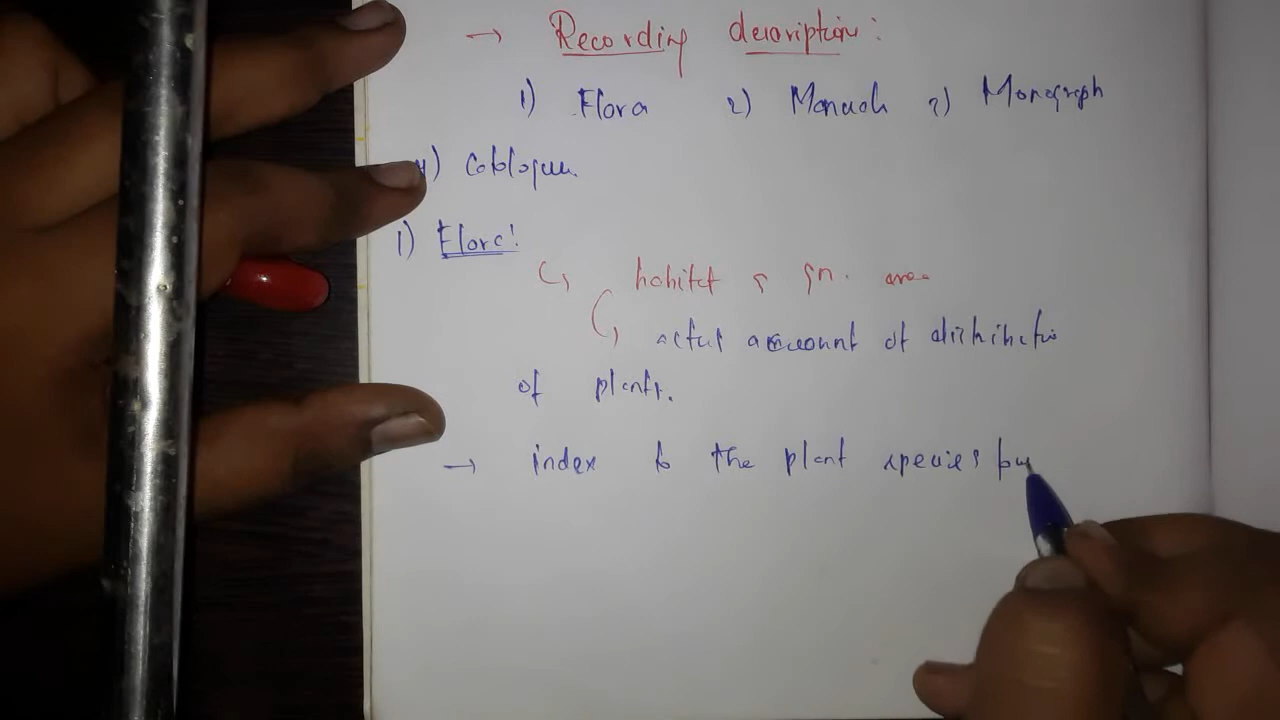 → Recording description:
1) Flora 2) Manuals 3) Monograph
4) Catalogue
1) Flora:
↳ habitat & gn. area
↳ actual account of distribution
of plants.
→ index to the plant species fou